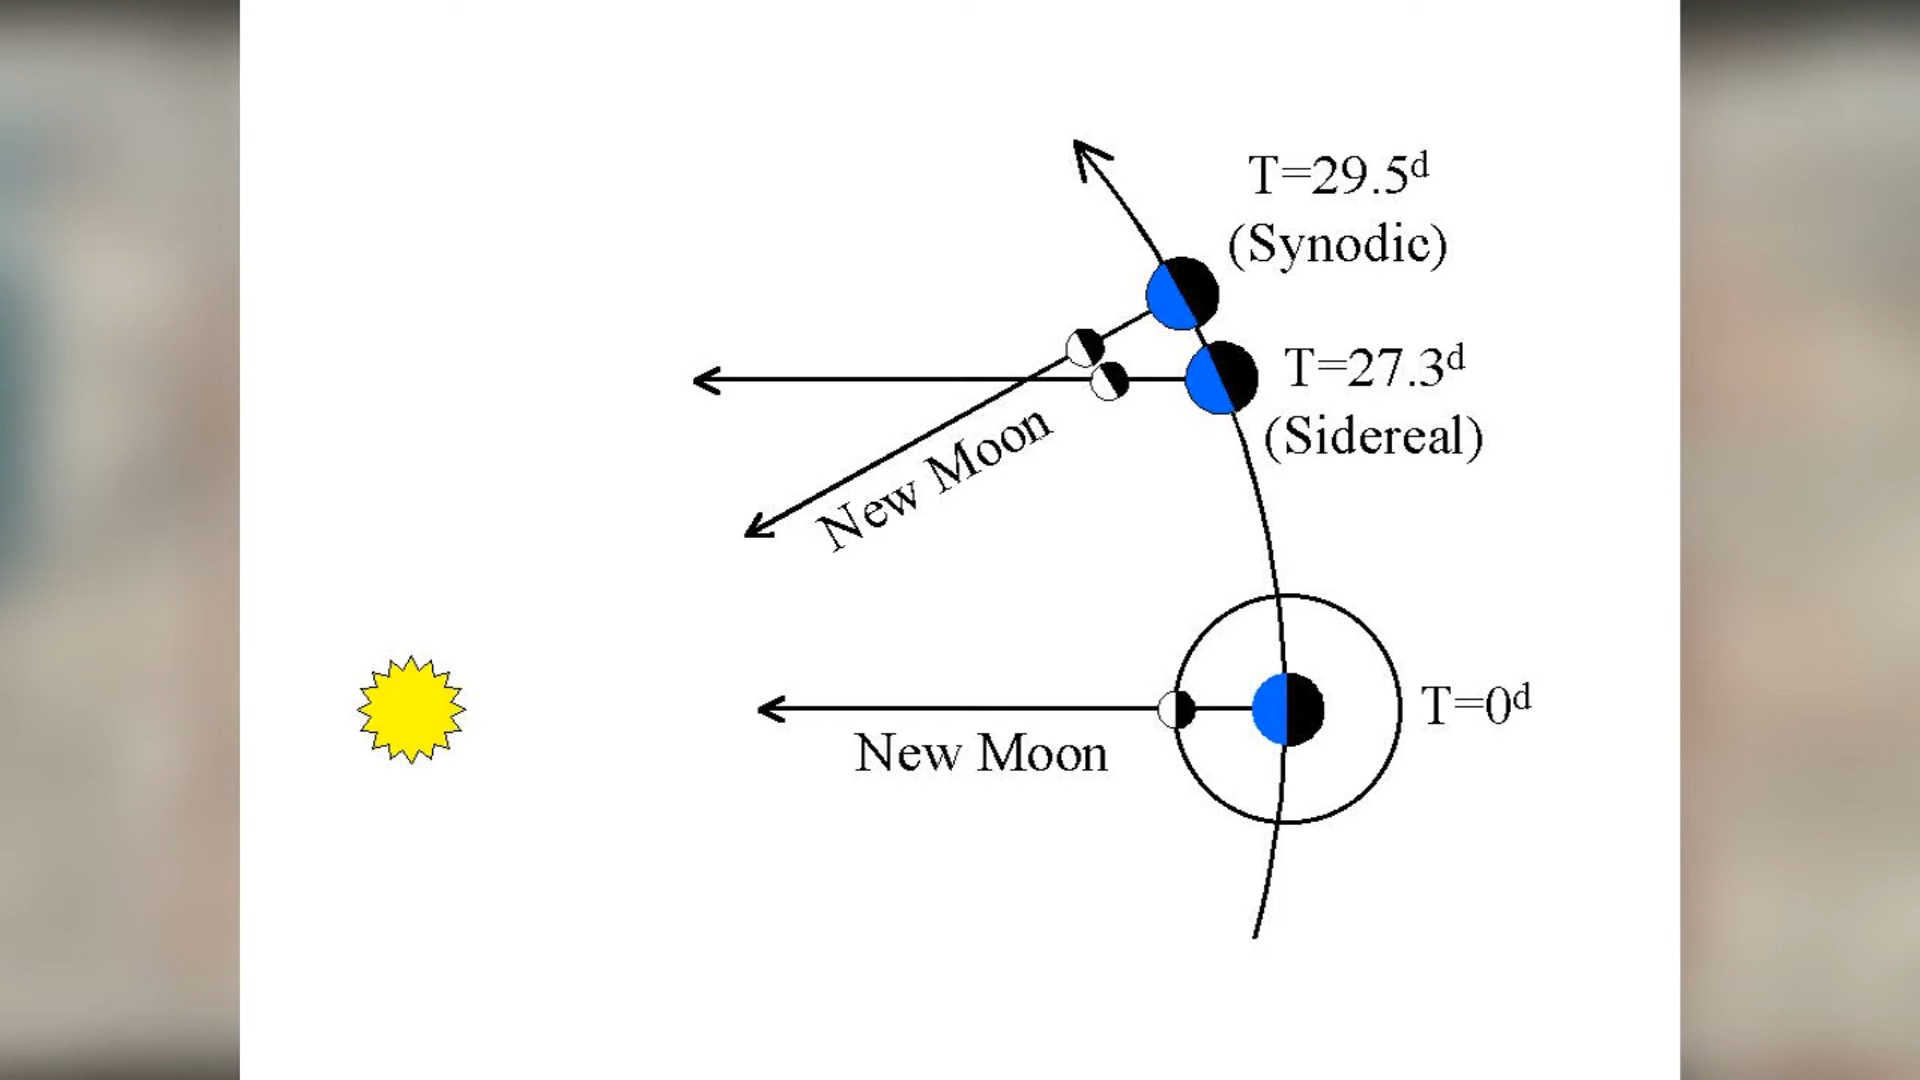 T=29.5ᵈ
(Synodic)
T=27.3ᵈ
(Sidereal)
New Moon
T=0ᵈ
New Moon